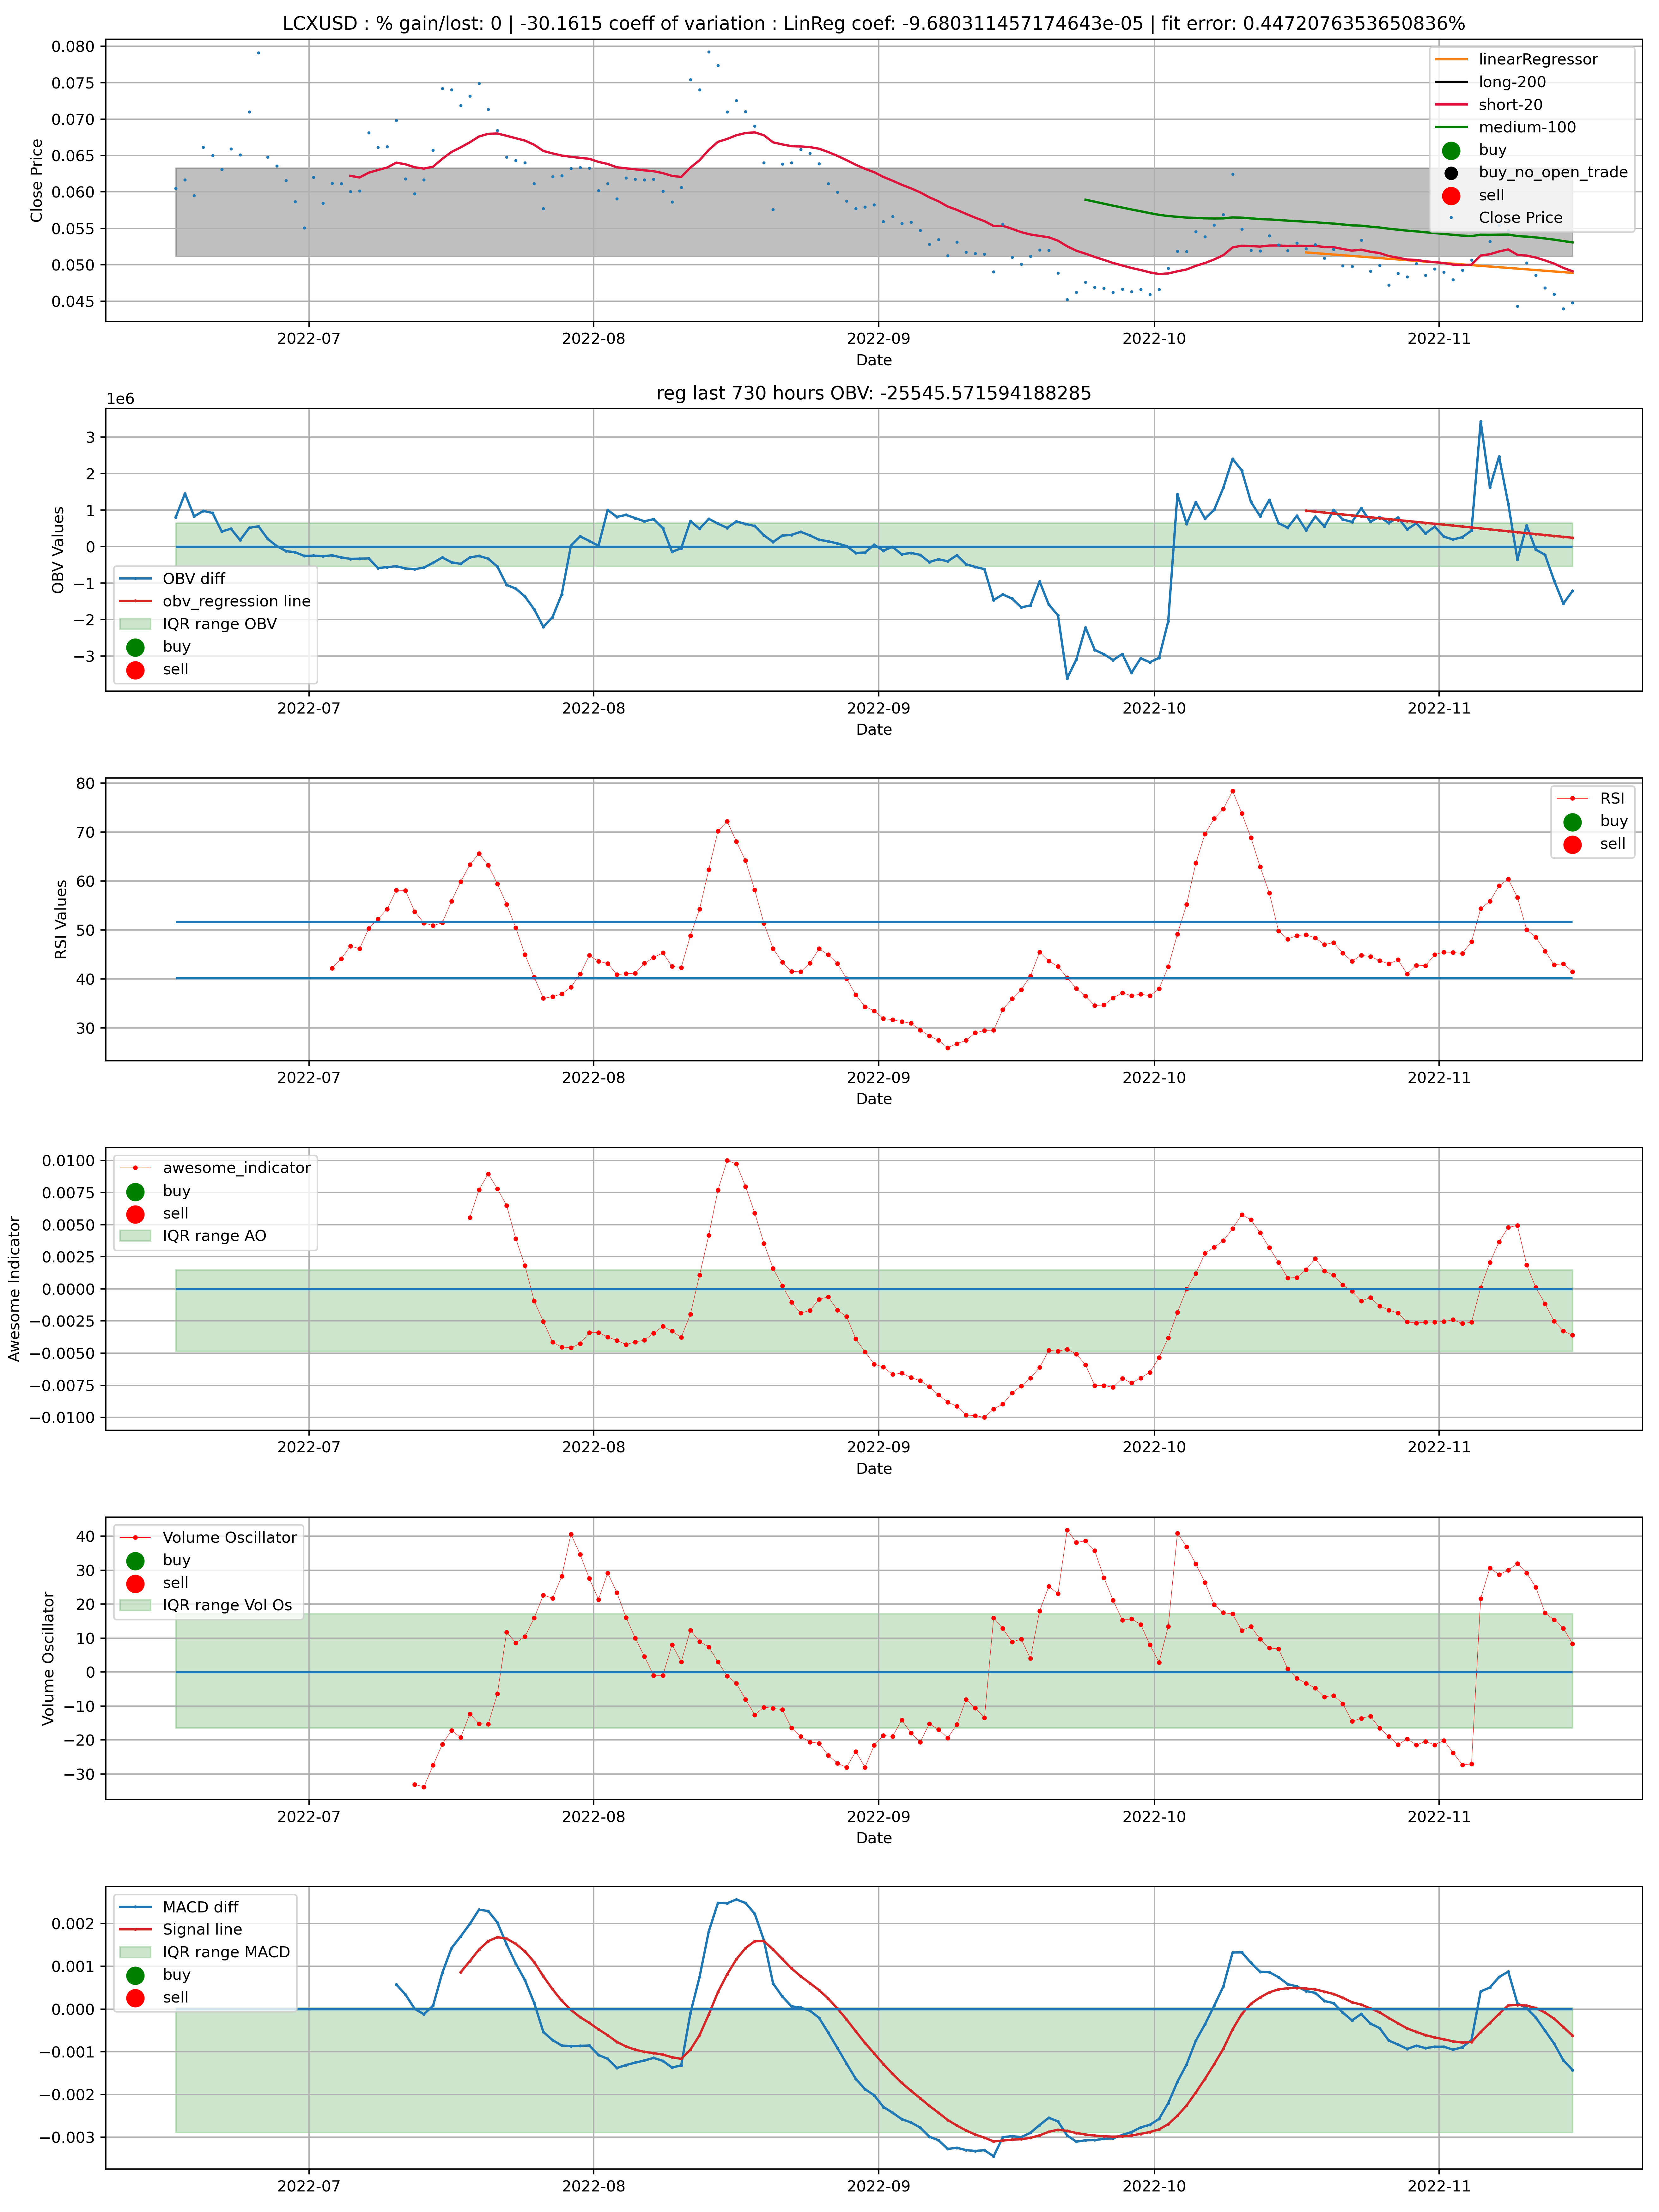 LCXUSD : % gain/lost: 0 | -30.1615 coeff of variation : LinReg coef: -9.680311457174643e-05 | fit error: 0.4472076353650836%
0.080
0.075
0.070
0.065
0.060
0.055
0.050
0.045
Close Price
linearRegressor
long-200
short-20
medium-100
buy
buy_no_open_trade
sell
Close Price
2022-07 2022-08 2022-09 2022-10 2022-11
Date
reg last 730 hours OBV: -25545.571594188285
1e6
3
2
1
0
−1
−2
−3
OBV Values
OBV diff
obv_regression line
IQR range OBV
buy
sell
2022-07 2022-08 2022-09 2022-10 2022-11
Date
80
70
60
50
40
30
RSI Values
RSI
buy
sell
2022-07 2022-08 2022-09 2022-10 2022-11
Date
0.0100
0.0075
0.0050
0.0025
0.0000
−0.0025
−0.0050
−0.0075
−0.0100
Awesome Indicator
awesome_indicator
buy
sell
IQR range AO
2022-07 2022-08 2022-09 2022-10 2022-11
Date
40
30
20
10
0
−10
−20
−30
Volume Oscillator
Volume Oscillator
buy
sell
IQR range Vol Os
2022-07 2022-08 2022-09 2022-10 2022-11
Date
0.002
0.001
0.000
−0.001
−0.002
−0.003
MACD diff
Signal line
IQR range MACD
buy
sell
2022-07 2022-08 2022-09 2022-10 2022-11